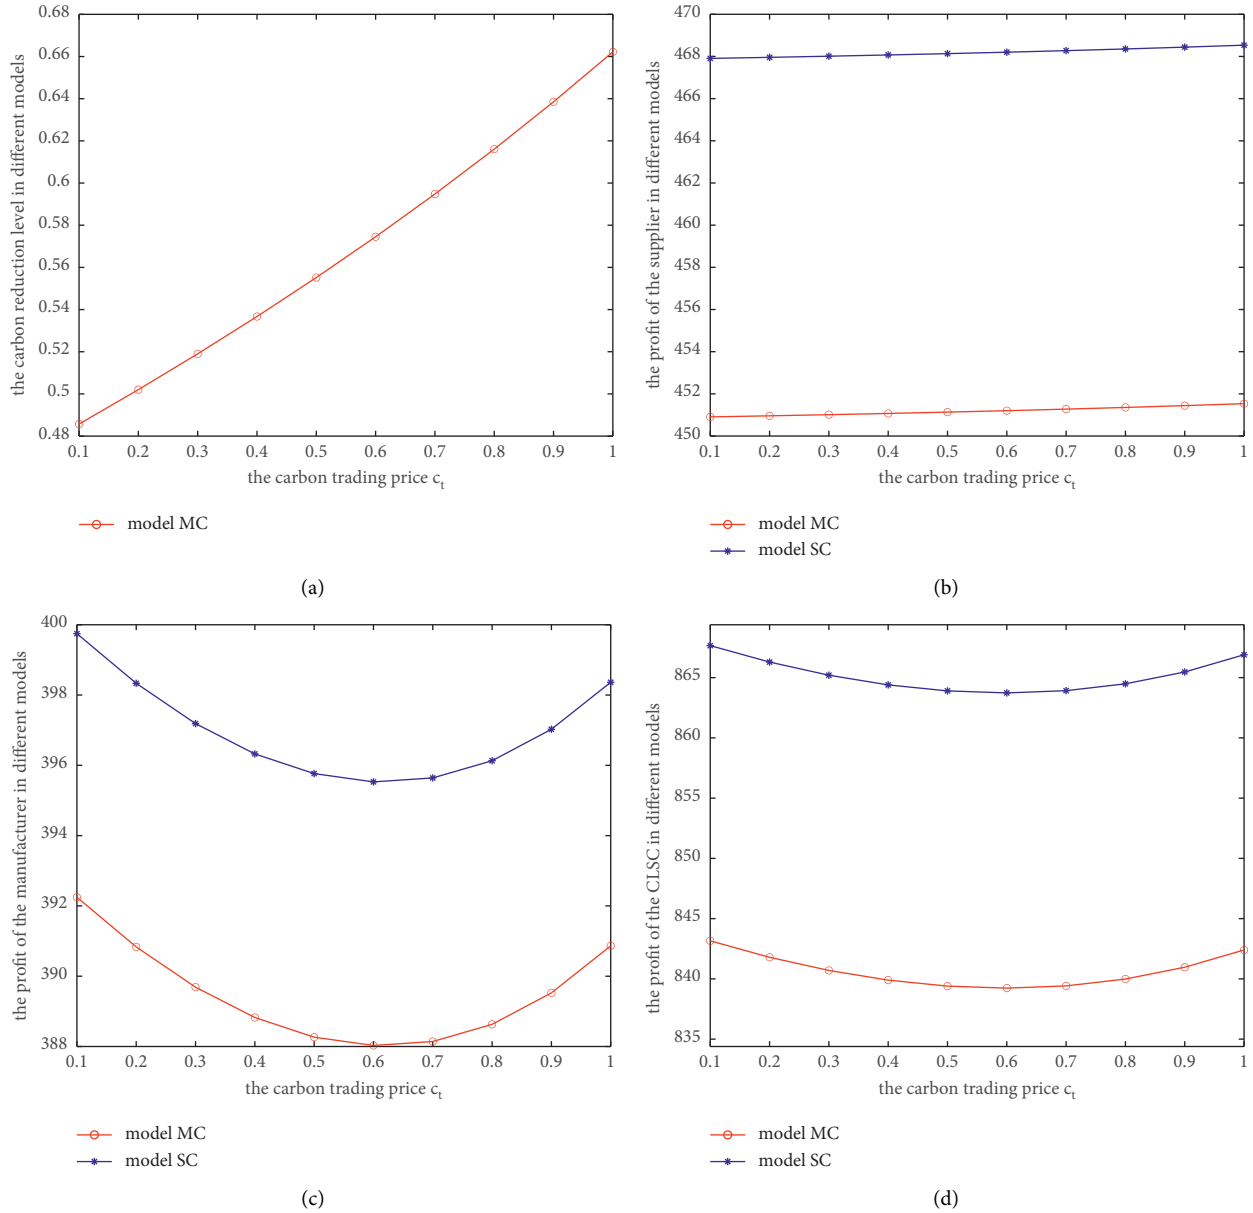 the carbon reduction level in different models
0.68
0.66
0.64
0.62
0.6
0.58
0.56
0.54
0.52
0.5
0.48
0.1 0.2 0.3 0.4 0.5 0.6 0.7 0.8 0.9 1
the carbon trading price c_t
model MC
(a)
the profit of the supplier in different models
470
468
466
464
462
460
458
456
454
452
450
0.1 0.2 0.3 0.4 0.5 0.6 0.7 0.8 0.9 1
the carbon trading price c_t
model MC
model SC
(b)
the profit of the manufacturer in different models
400
398
396
394
392
390
388
0.1 0.2 0.3 0.4 0.5 0.6 0.7 0.8 0.9 1
the carbon trading price c_t
model MC
model SC
(c)
the profit of the CLSC in different models
865
860
855
850
845
840
835
0.1 0.2 0.3 0.4 0.5 0.6 0.7 0.8 0.9 1
the carbon trading price c_t
model MC
model SC
(d)